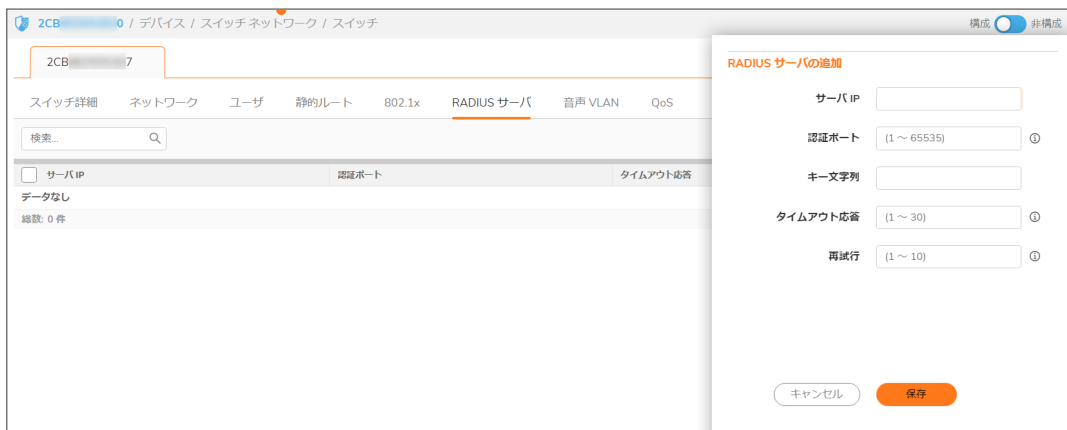 2CB 0 / デバイス / スイッチ ネットワーク / スイッチ
構成 非構成
2CB 7
スイッチ詳細 ネットワーク ユーザ 静的ルート 802.1x RADIUS サーバ 音声 VLAN QoS
検索...
サーバ IP 認証ポート タイムアウト応答
データなし
総数: 0 件
RADIUS サーバの追加
サーバ IP
認証ポート (1 ～ 65535)
キー文字列
タイムアウト応答 (1 ～ 30)
再試行 (1 ～ 10)
キャンセル 保存